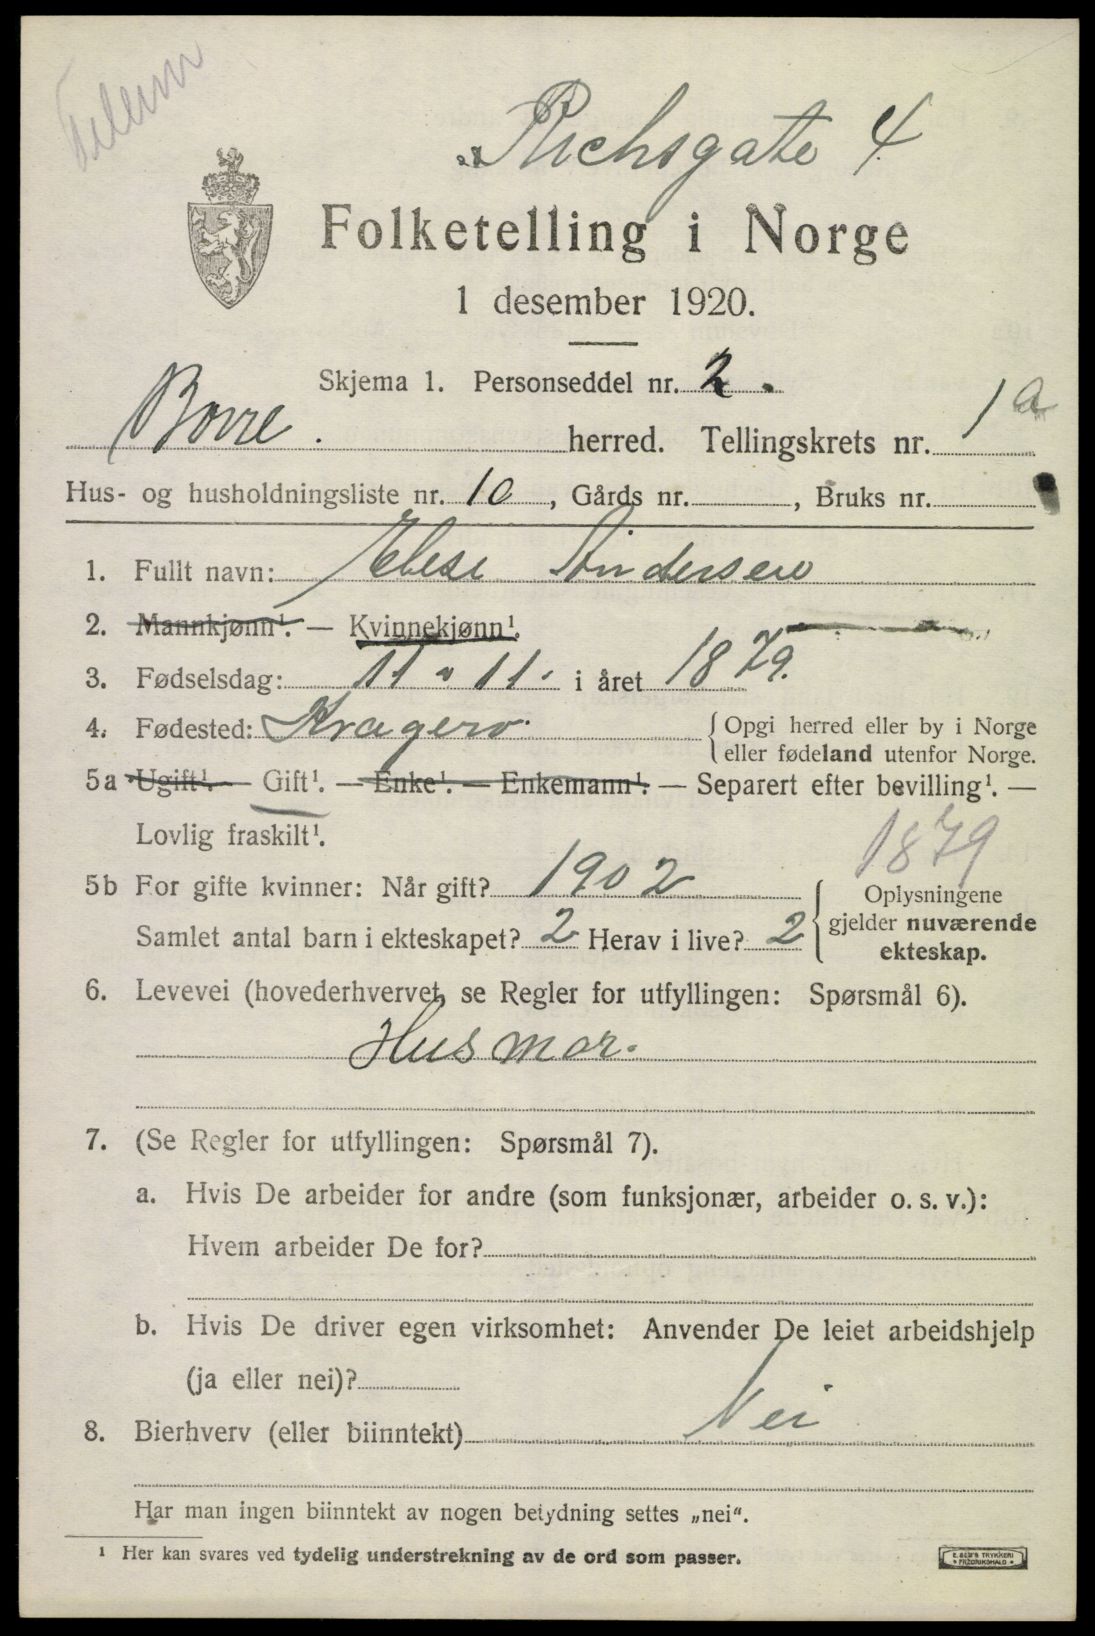 gate 4
Folketelling i Norge
1 desember 1920.
Skjema 1. Personseddel nr. 2.
Borre. herred. Tellingskrets nr. 1 a
Hus- og husholdningsliste nr. 10, Gårds nr. , Bruks nr.
1. Fullt navn: Andersen
2. Mannkjønn¹. — Kvinnekjønn¹.
3. Fødselsdag: 11 - 11. i året 1879.
4. Fødested: Kragerø. Opgi herred eller by i Norge
eller fødeland utenfor Norge.
5a Ugift¹. — Gift¹. — Enke¹. — Enkemann¹. — Separert efter bevilling¹. —
Lovlig fraskilt¹.
1879
5b For gifte kvinner: Når gift? 1902
Samlet antal barn i ekteskapet? 2 Herav i live? 2
Oplysningene
gjelder nuværende
ekteskap.
6. Levevei (hovederhvervet, se Regler for utfyllingen: Spørsmål 6).
Husmor.
7. (Se Regler for utfyllingen: Spørsmål 7).
a. Hvis De arbeider for andre (som funksjonær, arbeider o. s. v.):
Hvem arbeider De for?
b. Hvis De driver egen virksomhet: Anvender De leiet arbeidshjelp
(ja eller nei)?
8. Bierhverv (eller biinntekt) Nei
Har man ingen biinntekt av nogen betydning settes „nei“.
¹ Her kan svares ved tydelig understrekning av de ord som passer.
TRYKKERI
FREDRIKSHALD